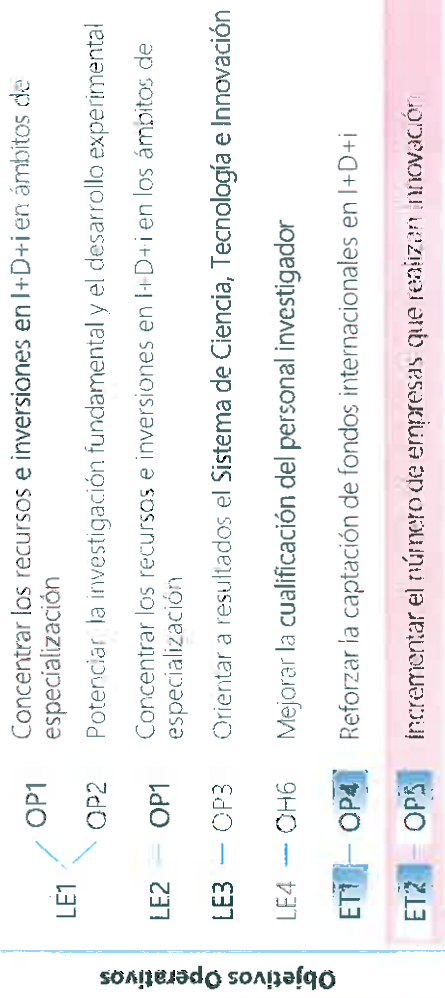 Objetivos Operativos
LE1
OP1
Concentrar los recursos e inversiones en I+D+i en ámbitos de
especialización
OP2
Potenciar la investigación fundamental y el desarrollo experimental
LE2 OP1
Concentrar los recursos e inversiones en I+D+i en los ámbitos de
especialización
LE3 – OP3
Orientar a resultados el Sistema de Ciencia, Tecnología e Innovación
LE4 – OH6
Mejorar la cualificación del personal investigador
ET1 – OP4
Reforzar la captación de fondos internacionales en I+D+i
ET2 OP5
Incrementar el número de empresas que realizan innovación